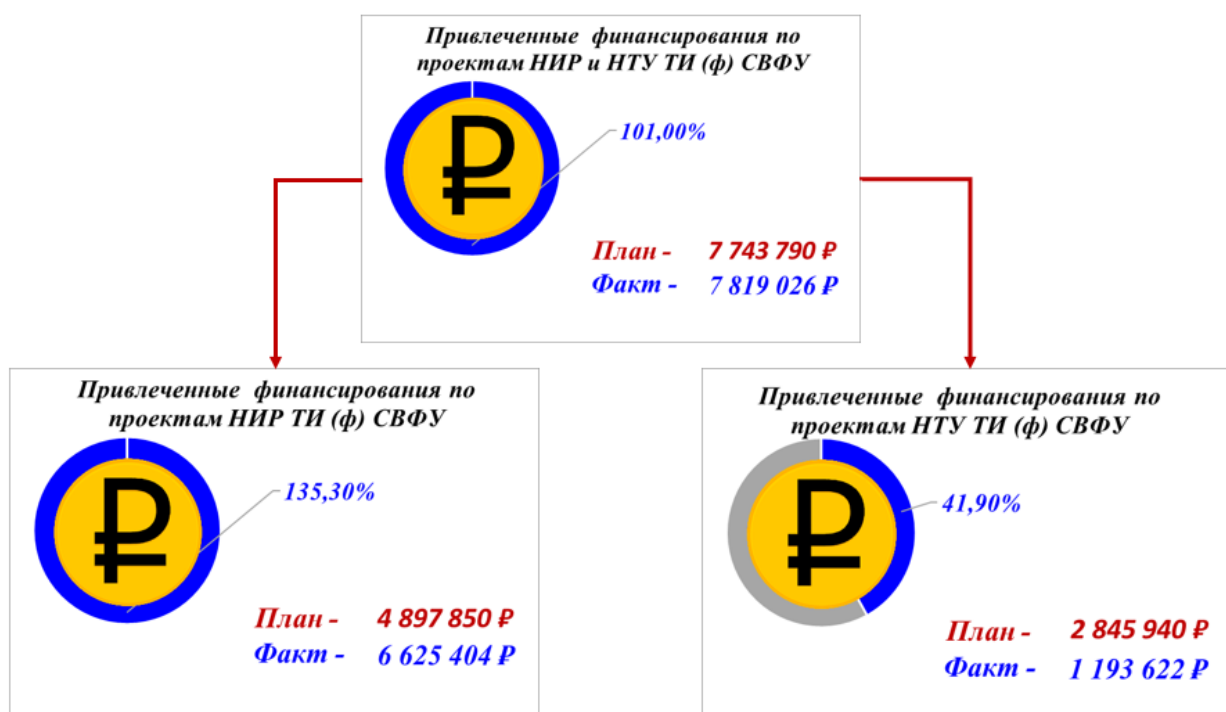 Привлеченные финансирования по
проектам НИР и НТУ ТИ (ф) СВФУ
₽
101,00%
План - 7 743 790 ₽
Факт - 7 819 026 ₽
Привлеченные финансирования по
проектам НИР ТИ (ф) СВФУ
₽
135,30%
План - 4 897 850 ₽
Факт - 6 625 404 ₽
Привлеченные финансирования по
проектам НТУ ТИ (ф) СВФУ
₽
41,90%
План - 2 845 940 ₽
Факт - 1 193 622 ₽